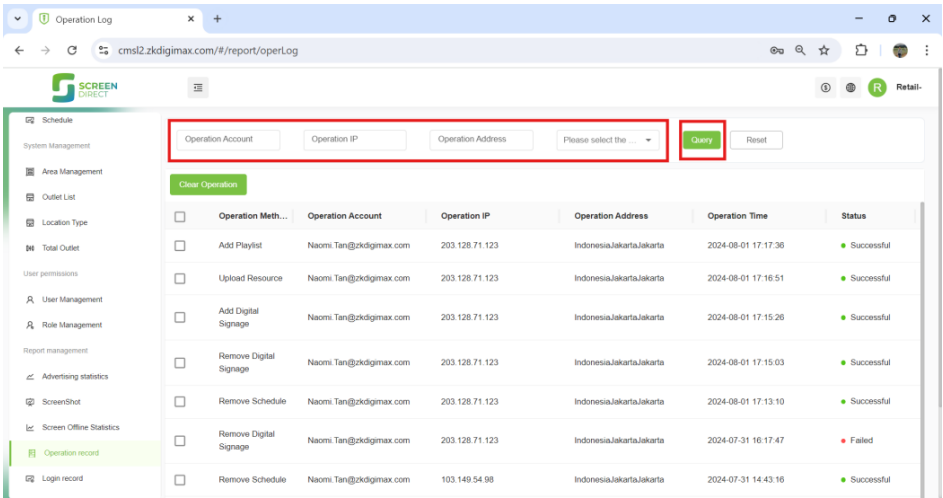 Operation Log
cmsl2.zkdigimax.com/#/report/operLog
SCREEN
DIRECT
R
Retail-
Schedule
System Management
Area Management
Outlet List
Location Type
Total Outlet
User permissions
User Management
Role Management
Report management
Advertising statistics
ScreenShot
Screen Offline Statistics
Operation record
Login record
Operation Account
Operation IP
Operation Address
Please select the ...
Query
Reset
Clear Operation
Operation Meth... Operation Account Operation IP Operation Address Operation Time Status
Add Playlist Naomi.Tan@zkdigimax.com 203.128.71.123 IndonesiaJakartaJakarta 2024-08-01 17:17:36 Successful
Upload Resource Naomi.Tan@zkdigimax.com 203.128.71.123 IndonesiaJakartaJakarta 2024-08-01 17:16:51 Successful
Add Digital
Signage Naomi.Tan@zkdigimax.com 203.128.71.123 IndonesiaJakartaJakarta 2024-08-01 17:15:26 Successful
Remove Digital
Signage Naomi.Tan@zkdigimax.com 203.128.71.123 IndonesiaJakartaJakarta 2024-08-01 17:15:03 Successful
Remove Schedule Naomi.Tan@zkdigimax.com 203.128.71.123 IndonesiaJakartaJakarta 2024-08-01 17:13:10 Successful
Remove Digital
Signage Naomi.Tan@zkdigimax.com 203.128.71.123 IndonesiaJakartaJakarta 2024-07-31 16:17:47 Failed
Remove Schedule Naomi.Tan@zkdigimax.com 103.149.54.98 IndonesiaJakartaJakarta 2024-07-31 14:43:16 Successful